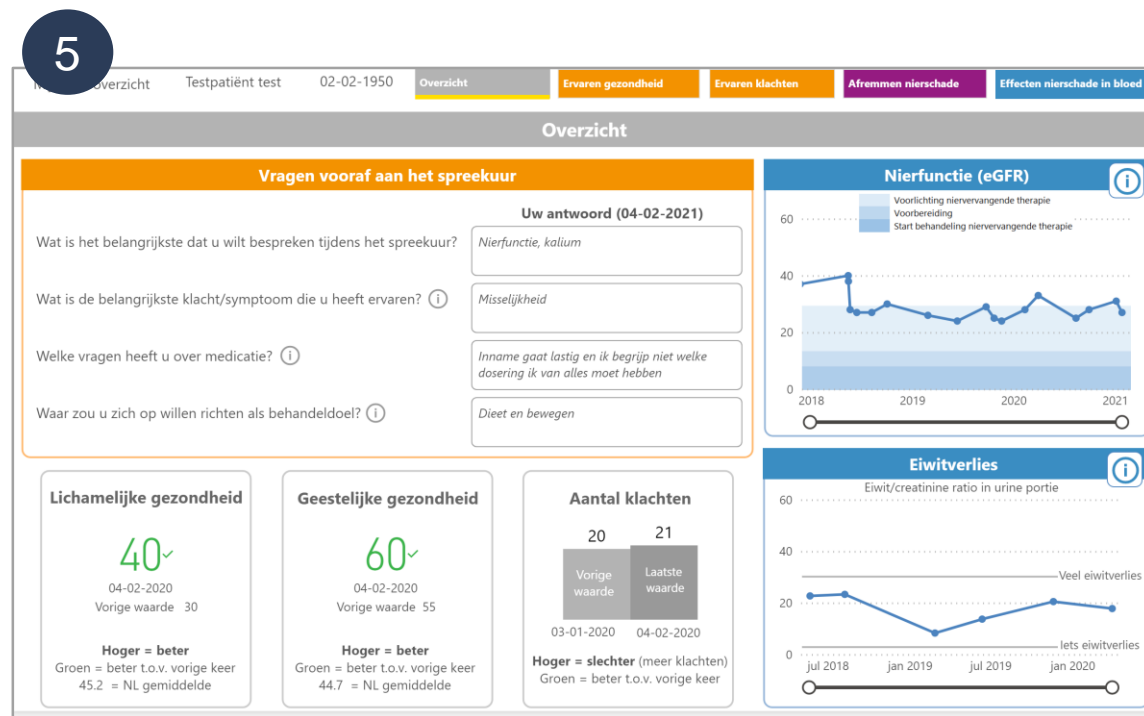 5
overzicht
Testpatiënt test
02-02-1950
Overzicht
Ervaren gezondheid
Ervaren klachten
Afremmen nierschade
Effecten nierschade in bloed
Overzicht
Vragen vooraf aan het spreekuur
Uw antwoord (04-02-2021)
Wat is het belangrijkste dat u wilt bespreken tijdens het spreekuur?
Nierfunctie, kalium
Wat is de belangrijkste klacht/symptoom die u heeft ervaren? i
Misselijkheid
Welke vragen heeft u over medicatie? i
Inname gaat lastig en ik begrijp niet welke
dosering ik van alles moet hebben
Waar zou u zich op willen richten als behandeldoel? i
Dieet en bewegen
Nierfunctie (eGFR)
i
Voorlichting niervervangende therapie
Voorbereiding
Start behandeling niervervangende therapie
60
40
20
0
2018 2019 2020 2021
Lichamelijke gezondheid
40
04-02-2020
Vorige waarde 30
Hoger = beter
Groen = beter t.o.v. vorige keer
45.2 = NL gemiddelde
Geestelijke gezondheid
60
04-02-2020
Vorige waarde 55
Hoger = beter
Groen = beter t.o.v. vorige keer
44.7 = NL gemiddelde
Aantal klachten
20 21
Vorige
waarde
Laatste
waarde
03-01-2020 04-02-2020
Hoger = slechter (meer klachten)
Groen = beter t.o.v. vorige keer
Eiwitverlies
i
Eiwit/creatinine ratio in urine portie
60
40
Veel eiwitverlies
20
Iets eiwitverlies
0
jul 2018 jan 2019 jul 2019 jan 2020